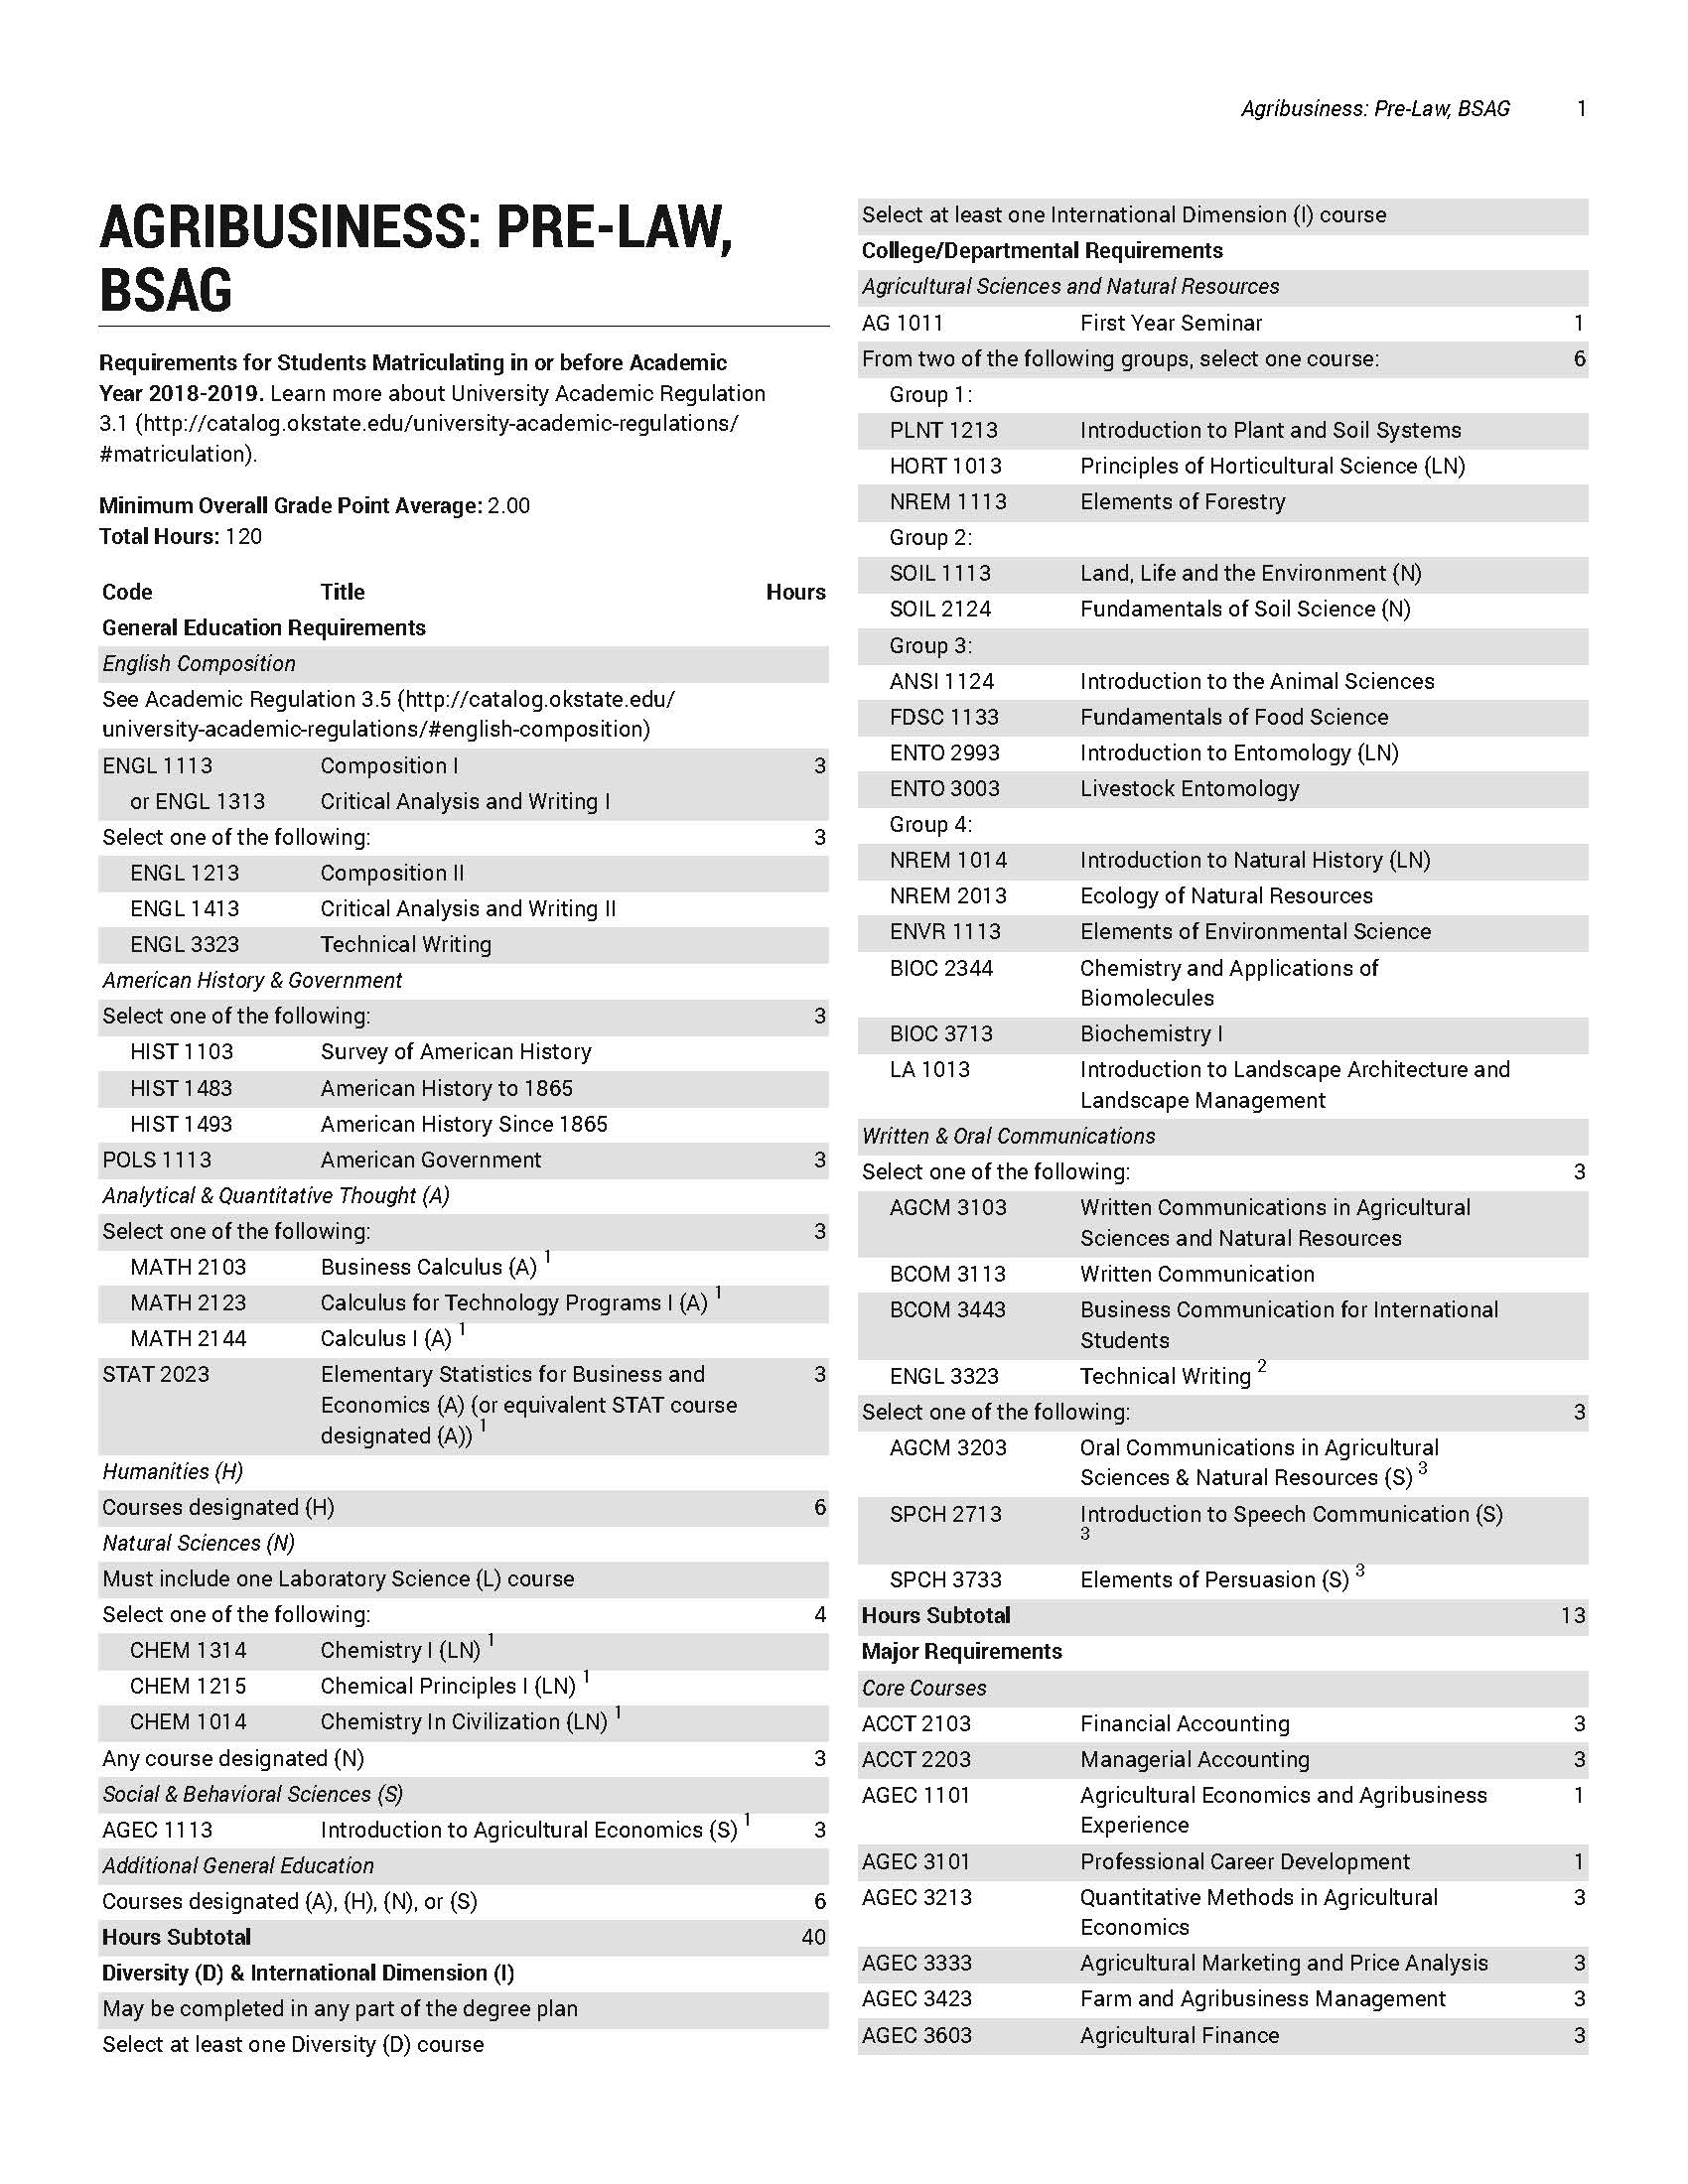 Agribusiness: Pre-Law, BSAG 1
AGRIBUSINESS: PRE-LAW,
BSAG
Requirements for Students Matriculating in or before Academic
Year 2018-2019. Learn more about University Academic Regulation
3.1 (http://catalog.okstate.edu/university-academic-regulations/
#matriculation).
Minimum Overall Grade Point Average: 2.00
Total Hours: 120
Code Title Hours
General Education Requirements
English Composition
See Academic Regulation 3.5 (http://catalog.okstate.edu/
university-academic-regulations/#english-composition)
ENGL 1113 Composition I 3
or ENGL 1313 Critical Analysis and Writing I
Select one of the following: 3
ENGL 1213 Composition II
ENGL 1413 Critical Analysis and Writing II
ENGL 3323 Technical Writing
American History & Government
Select one of the following: 3
HIST 1103 Survey of American History
HIST 1483 American History to 1865
HIST 1493 American History Since 1865
POLS 1113 American Government 3
Analytical & Quantitative Thought (A)
Select one of the following: 3
MATH 2103 Business Calculus (A) 1
MATH 2123 Calculus for Technology Programs I (A) 1
MATH 2144 Calculus I (A) 1
STAT 2023 Elementary Statistics for Business and 3
Economics (A) (or equivalent STAT course
designated (A)) 1
Humanities (H)
Courses designated (H) 6
Natural Sciences (N)
Must include one Laboratory Science (L) course
Select one of the following: 4
CHEM 1314 Chemistry I (LN) 1
CHEM 1215 Chemical Principles I (LN) 1
CHEM 1014 Chemistry In Civilization (LN) 1
Any course designated (N) 3
Social & Behavioral Sciences (S)
AGEC 1113 Introduction to Agricultural Economics (S) 1 3
Additional General Education
Courses designated (A), (H), (N), or (S) 6
Hours Subtotal 40
Diversity (D) & International Dimension (I)
May be completed in any part of the degree plan
Select at least one Diversity (D) course
Select at least one International Dimension (I) course
College/Departmental Requirements
Agricultural Sciences and Natural Resources
AG 1011 First Year Seminar 1
From two of the following groups, select one course: 6
Group 1:
PLNT 1213 Introduction to Plant and Soil Systems
HORT 1013 Principles of Horticultural Science (LN)
NREM 1113 Elements of Forestry
Group 2:
SOIL 1113 Land, Life and the Environment (N)
SOIL 2124 Fundamentals of Soil Science (N)
Group 3:
ANSI 1124 Introduction to the Animal Sciences
FDSC 1133 Fundamentals of Food Science
ENTO 2993 Introduction to Entomology (LN)
ENTO 3003 Livestock Entomology
Group 4:
NREM 1014 Introduction to Natural History (LN)
NREM 2013 Ecology of Natural Resources
ENVR 1113 Elements of Environmental Science
BIOC 2344 Chemistry and Applications of
Biomolecules
BIOC 3713 Biochemistry I
LA 1013 Introduction to Landscape Architecture and
Landscape Management
Written & Oral Communications
Select one of the following: 3
AGCM 3103 Written Communications in Agricultural
Sciences and Natural Resources
BCOM 3113 Written Communication
BCOM 3443 Business Communication for International
Students
ENGL 3323 Technical Writing 2
Select one of the following: 3
AGCM 3203 Oral Communications in Agricultural
Sciences & Natural Resources (S) 3
SPCH 2713 Introduction to Speech Communication (S)
3
SPCH 3733 Elements of Persuasion (S) 3
Hours Subtotal 13
Major Requirements
Core Courses
ACCT 2103 Financial Accounting 3
ACCT 2203 Managerial Accounting 3
AGEC 1101 Agricultural Economics and Agribusiness 1
Experience
AGEC 3101 Professional Career Development 1
AGEC 3213 Quantitative Methods in Agricultural 3
Economics
AGEC 3333 Agricultural Marketing and Price Analysis 3
AGEC 3423 Farm and Agribusiness Management 3
AGEC 3603 Agricultural Finance 3